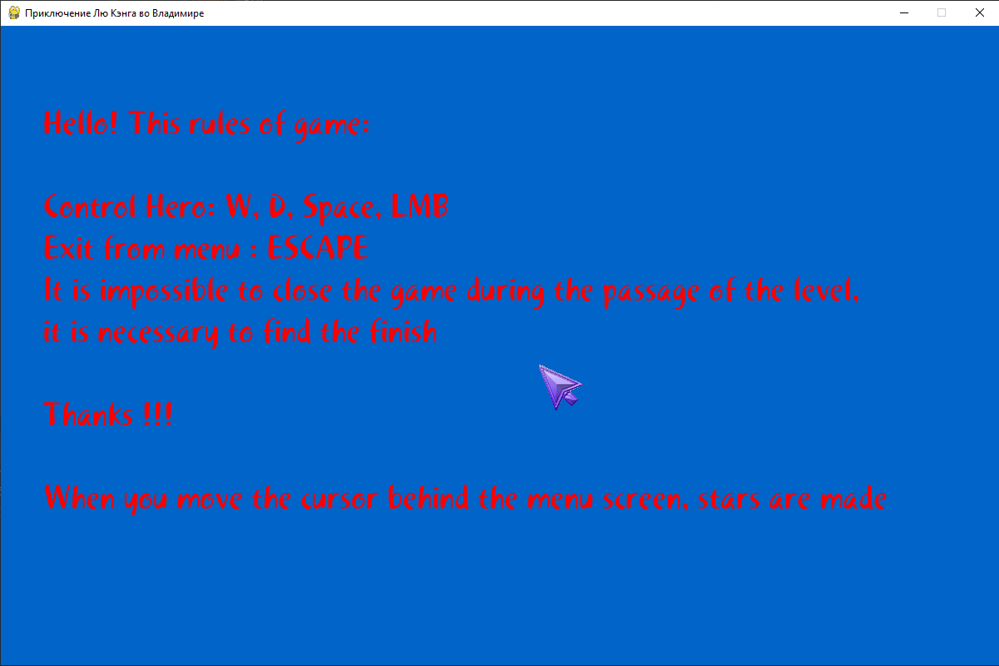 Приключение Лю Кэнга во Владимире
Hello! This rules of game:
Control Hero: W, D, Space, LMB
Exit from menu : ESCAPE
It is impossible to close the game during the passage of the level,
it is necessary to find the finish
Thanks !!!
When you move the cursor behind the menu screen, stars are made